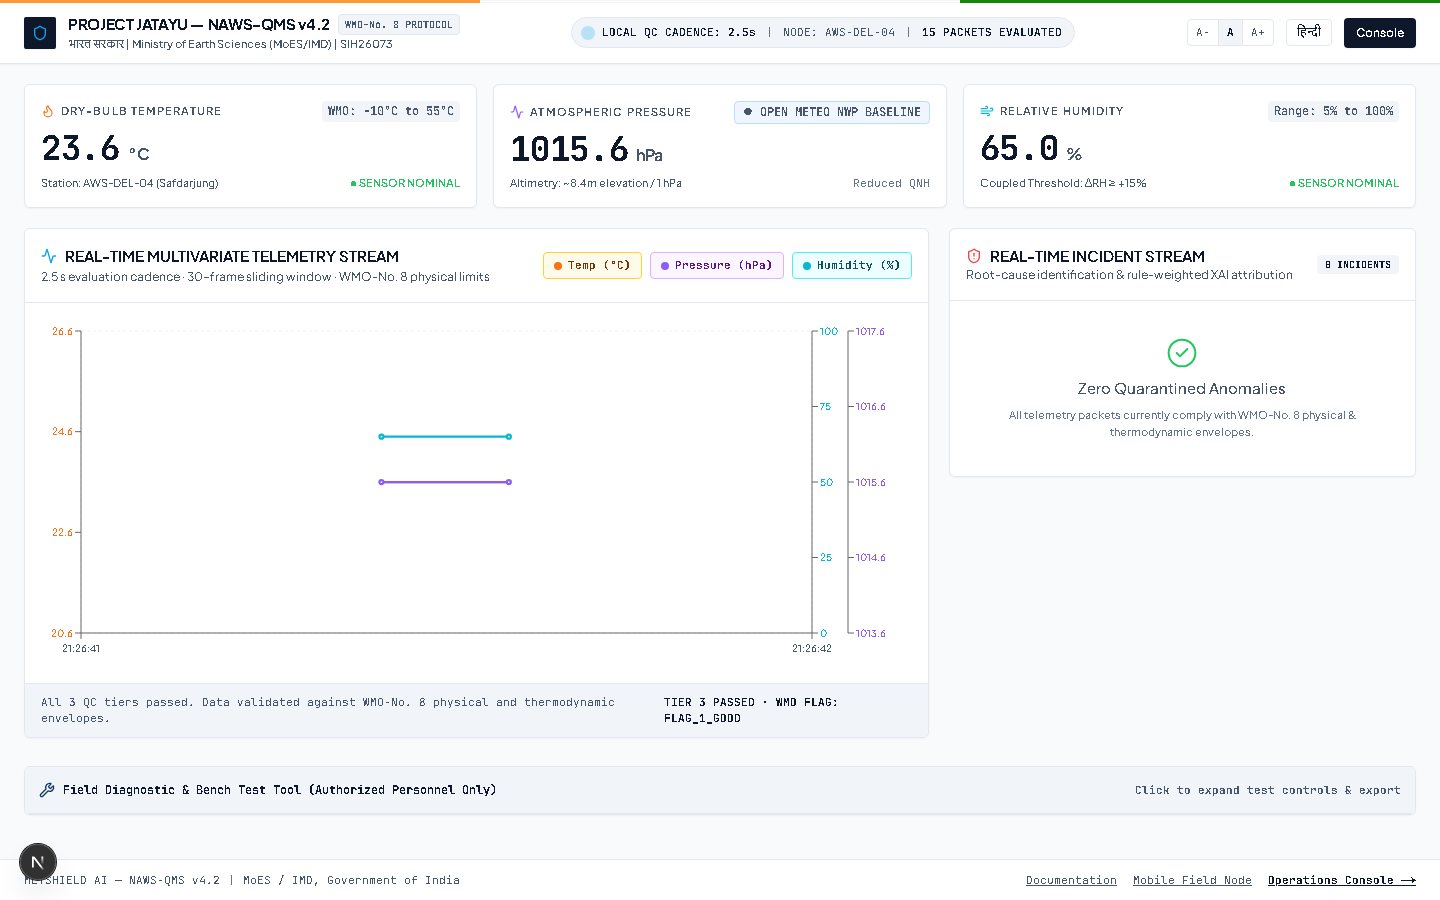 PROJECT JATAYU — NAWS-QMS v4.2
WMO-No. 8 PROTOCOL
भारत सरकार | Ministry of Earth Sciences (MoES/IMD) | SIH26073
LOCAL QC CADENCE: 2.5s | NODE: AWS-DEL-04 | 15 PACKETS EVALUATED
A-
A
A+
हिन्दी
Console
DRY-BULB TEMPERATURE
WMO: -10°C to 55°C
23.6 °C
Station: AWS-DEL-04 (Safdarjung)
SENSOR NOMINAL
ATMOSPHERIC PRESSURE
OPEN METEO NWP BASELINE
1015.6 hPa
Altimetry: ~8.4m elevation / 1 hPa
Reduced QNH
RELATIVE HUMIDITY
Range: 5% to 100%
65.0 %
Coupled Threshold: ΔRH ≥ +15%
SENSOR NOMINAL
REAL-TIME MULTIVARIATE TELEMETRY STREAM
2.5s evaluation cadence · 30-frame sliding window · WMO-No. 8 physical limits
Temp (°C)
Pressure (hPa)
Humidity (%)
26.6
24.6
22.6
20.6
100
75
50
25
0
1017.6
1016.6
1015.6
1014.6
1013.6
21:26:41
21:26:42
All 3 QC tiers passed. Data validated against WMO-No. 8 physical and thermodynamic
envelopes.
TIER 3 PASSED · WMO FLAG:
FLAG_1_GOOD
REAL-TIME INCIDENT STREAM
Root-cause identification & rule-weighted XAI attribution
0 INCIDENTS
Zero Quarantined Anomalies
All telemetry packets currently comply with WMO-No. 8 physical &
thermodynamic envelopes.
Field Diagnostic & Bench Test Tool (Authorized Personnel Only)
Click to expand test controls & export
N
METSHIELD AI — NAWS-QMS v4.2 | MoES / IMD, Government of India
Documentation
Mobile Field Node
Operations Console →